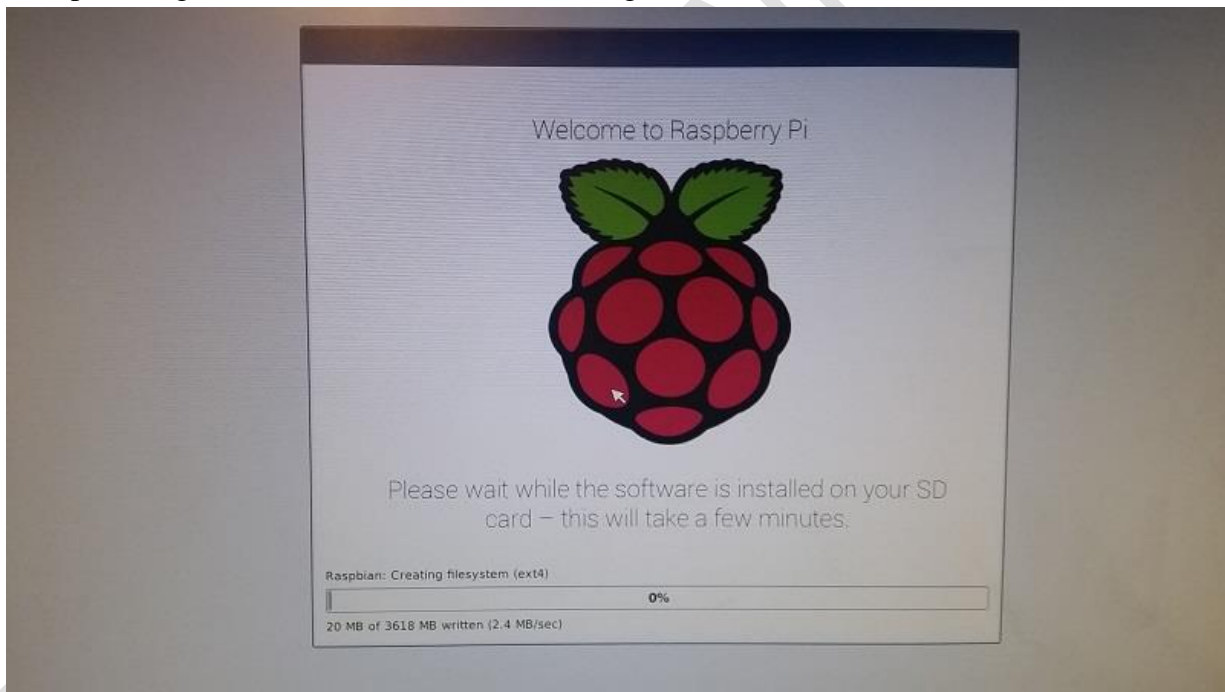 Welcome to Raspberry Pi
Please wait while the software is installed on your SD
card – this will take a few minutes.
Raspbian: Creating filesystem (ext4)
0%
20 MB of 3618 MB written (2.4 MB/sec)